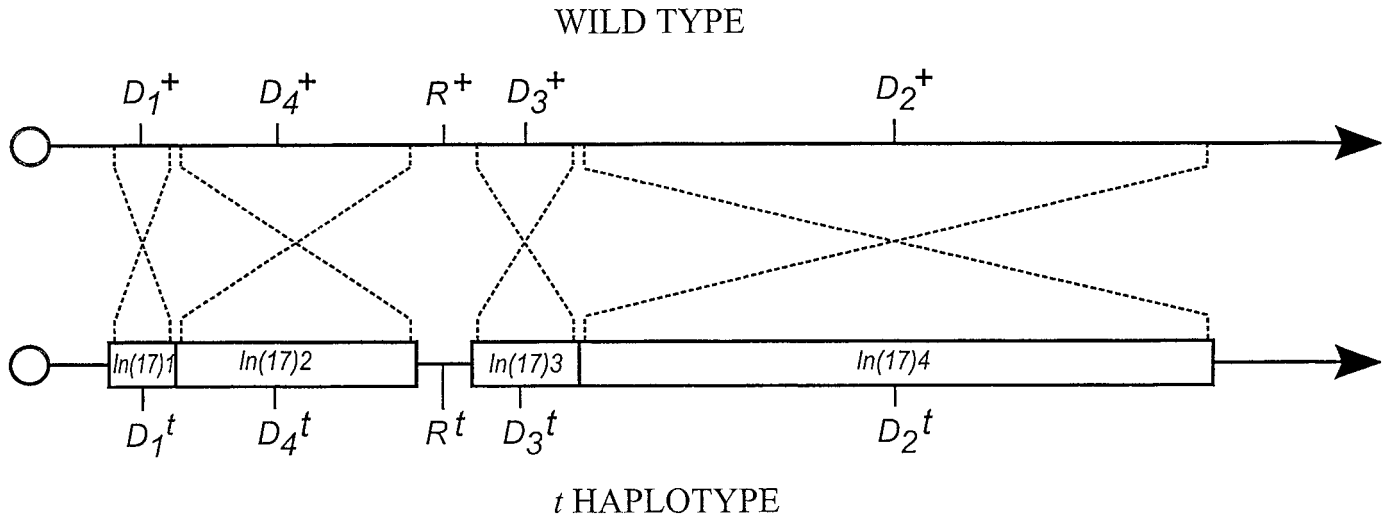 WILD TYPE
D1+ D4+ R+ D3+ D2+
In(17)1 In(17)2 In(17)3 In(17)4
D1t D4t Rt D3t D2t
t HAPLOTYPE